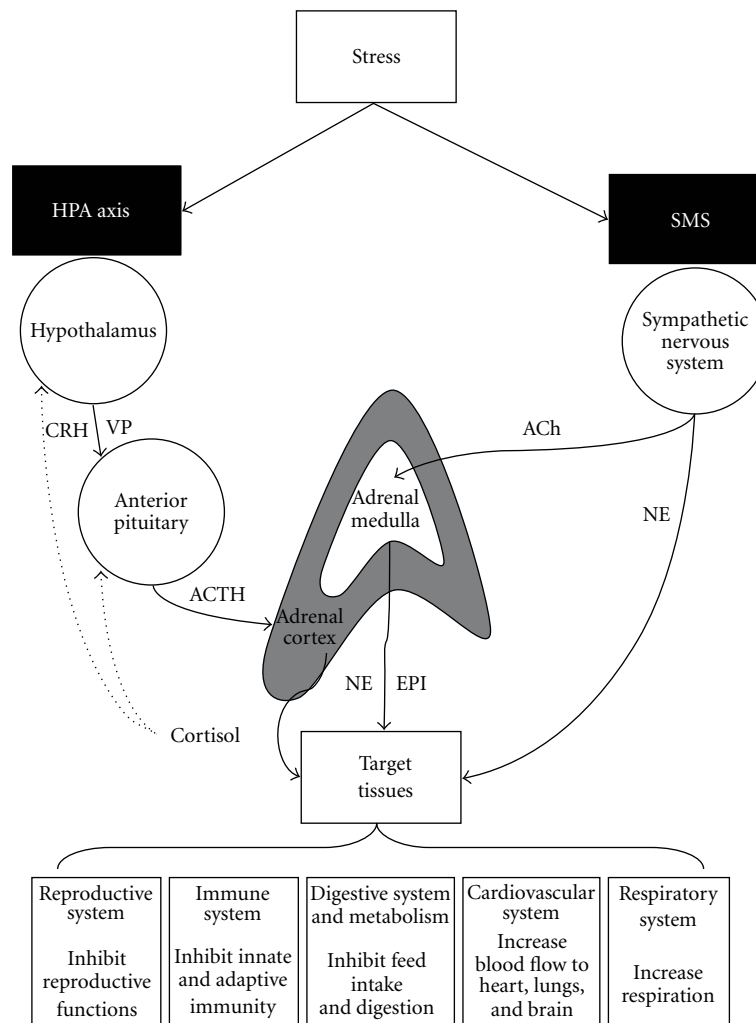 Stress
HPA axis
SMS
Hypothalamus
Sympathetic
nervous
system
CRH
VP
ACh
Anterior
pituitary
Adrenal
medulla
NE
ACTH
Adrenal
cortex
NE
EPI
Cortisol
Target
tissues
Reproductive
system
Inhibit
reproductive
functions
Immune
system
Inhibit innate
and adaptive
immunity
Digestive system
and metabolism
Inhibit feed
intake
and digestion
Cardiovascular
system
Increase
blood flow to
heart, lungs,
and brain
Respiratory
system
Increase
respiration